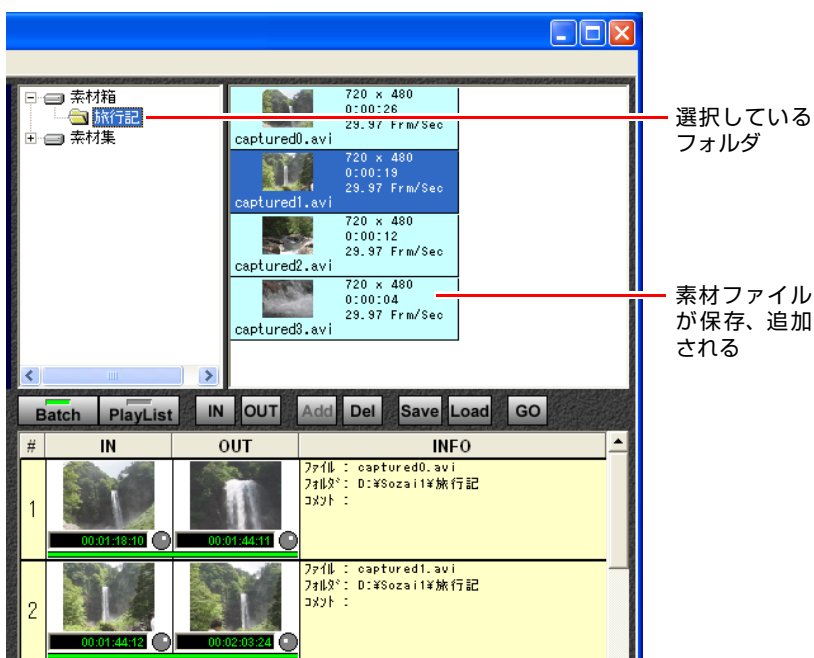 素材箱
旅行記
素材集
720 x 480
0:00:26
29.97 Frm/Sec
captured0.avi
720 x 480
0:00:19
29.97 Frm/Sec
captured1.avi
720 x 480
0:00:12
29.97 Frm/Sec
captured2.avi
720 x 480
0:00:04
29.97 Frm/Sec
captured3.avi
選択している
フォルダ
素材ファイル
が保存、追加
される
Batch PlayList IN OUT Add Del Save Load GO
# IN OUT INFO
1
00:01:18:10 00:01:44:11
ﾌｧｲﾙ : captured0.avi
ﾌｫﾙﾀﾞ: D:¥Sozai1¥旅行記
ｺﾒﾝﾄ :
2
00:01:44:12 00:02:03:24
ﾌｧｲﾙ : captured1.avi
ﾌｫﾙﾀﾞ: D:¥Sozai1¥旅行記
ｺﾒﾝﾄ :